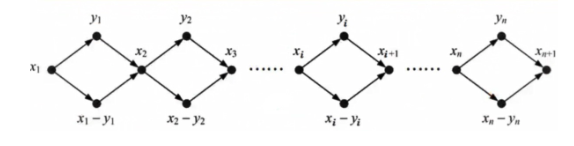 y₁ y₂ yᵢ yₙ
x₁ x₂ x₃ ...... xᵢ xᵢ₊₁ ...... xₙ xₙ₊₁
x₁ − y₁ x₂ − y₂ xᵢ − yᵢ xₙ − yₙ